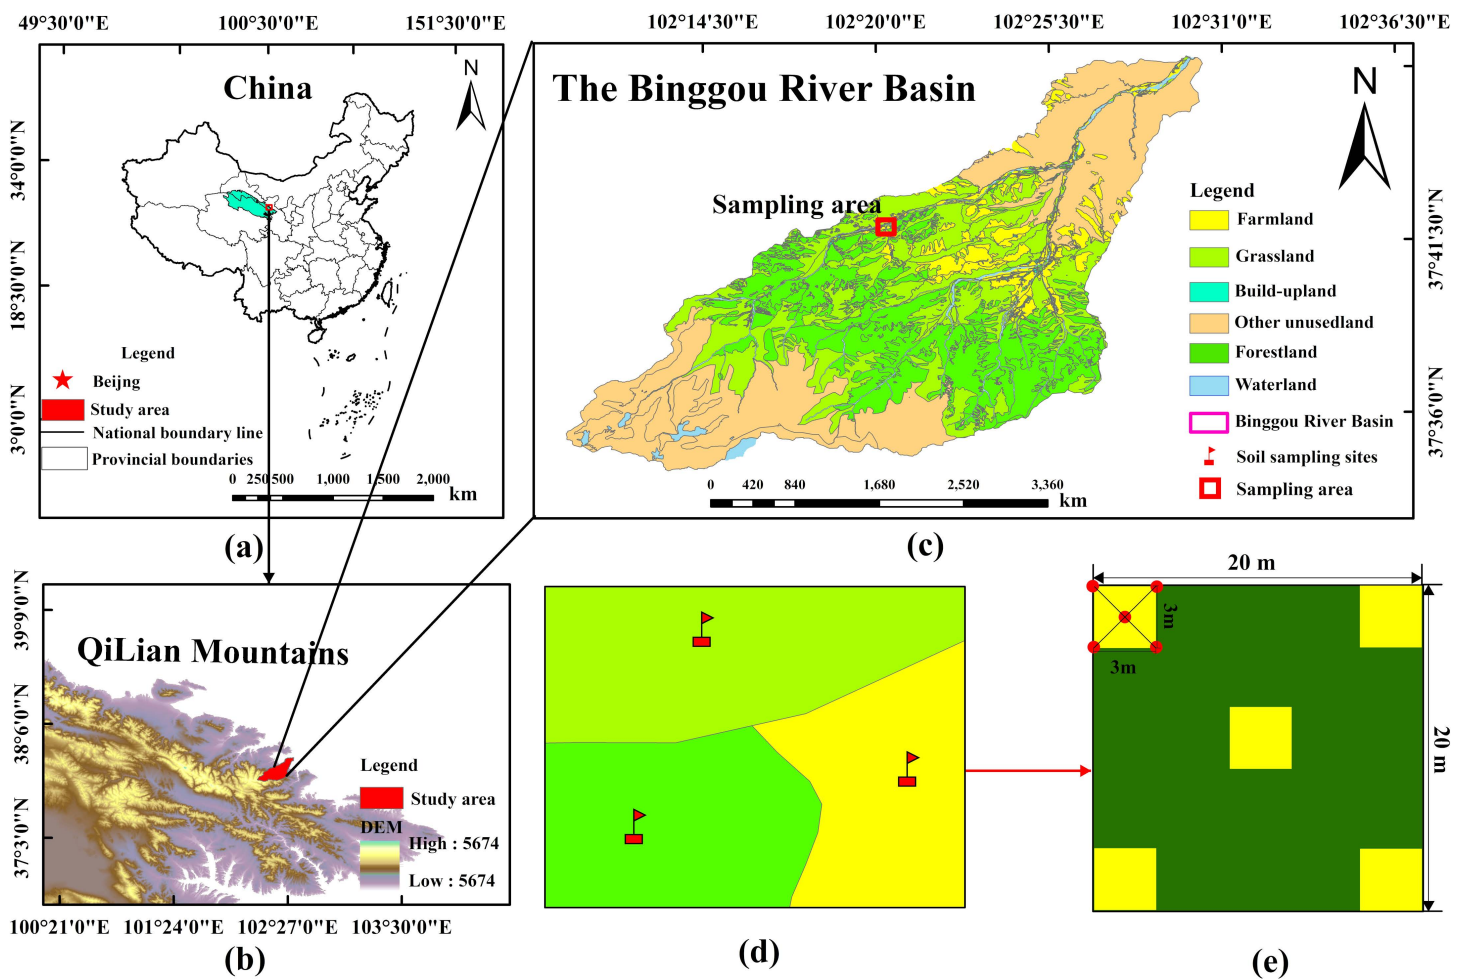 49°3'0"E
100°3'0"E
151°3'0"E
China
N
34°0'0"N
18°30'0"N
3°0'0"N
Legend
Beijng
Study area
National boundary line
Provincial boundaries
0 250500 1,000 1,500 2,000
km
(a)
102°14'30"E
102°20'0"E
102°25'30"E
102°31'0"E
102°36'30"E
The Binggou River Basin
N
Sampling area
37°41'30"N
37°36'0"N
Legend
Farmland
Grassland
Build-upland
Other unusedland
Forestland
Waterland
Binggou River Basin
Soil sampling sites
Sampling area
0 420 840 1,680 2,520 3,360
km
(c)
QiLian Mountains
39°9'0"N
38°6'0"N
37°3'0"N
Legend
Study area
DEM
High : 5674
Low : 5674
100°21'0"E
101°24'0"E
102°27'0"E
103°30'0"E
(b)
(d)
20 m
3m
3m
20 m
(e)